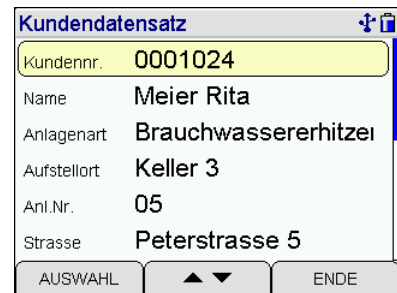 Kundendatensatz
Kundennr. 0001024
Name Meier Rita
Anlagenart Brauchwassererhitzer
Aufstellort Keller 3
Anl.Nr. 05
Strasse Peterstrasse 5
AUSWAHL ▲ ▼ ENDE